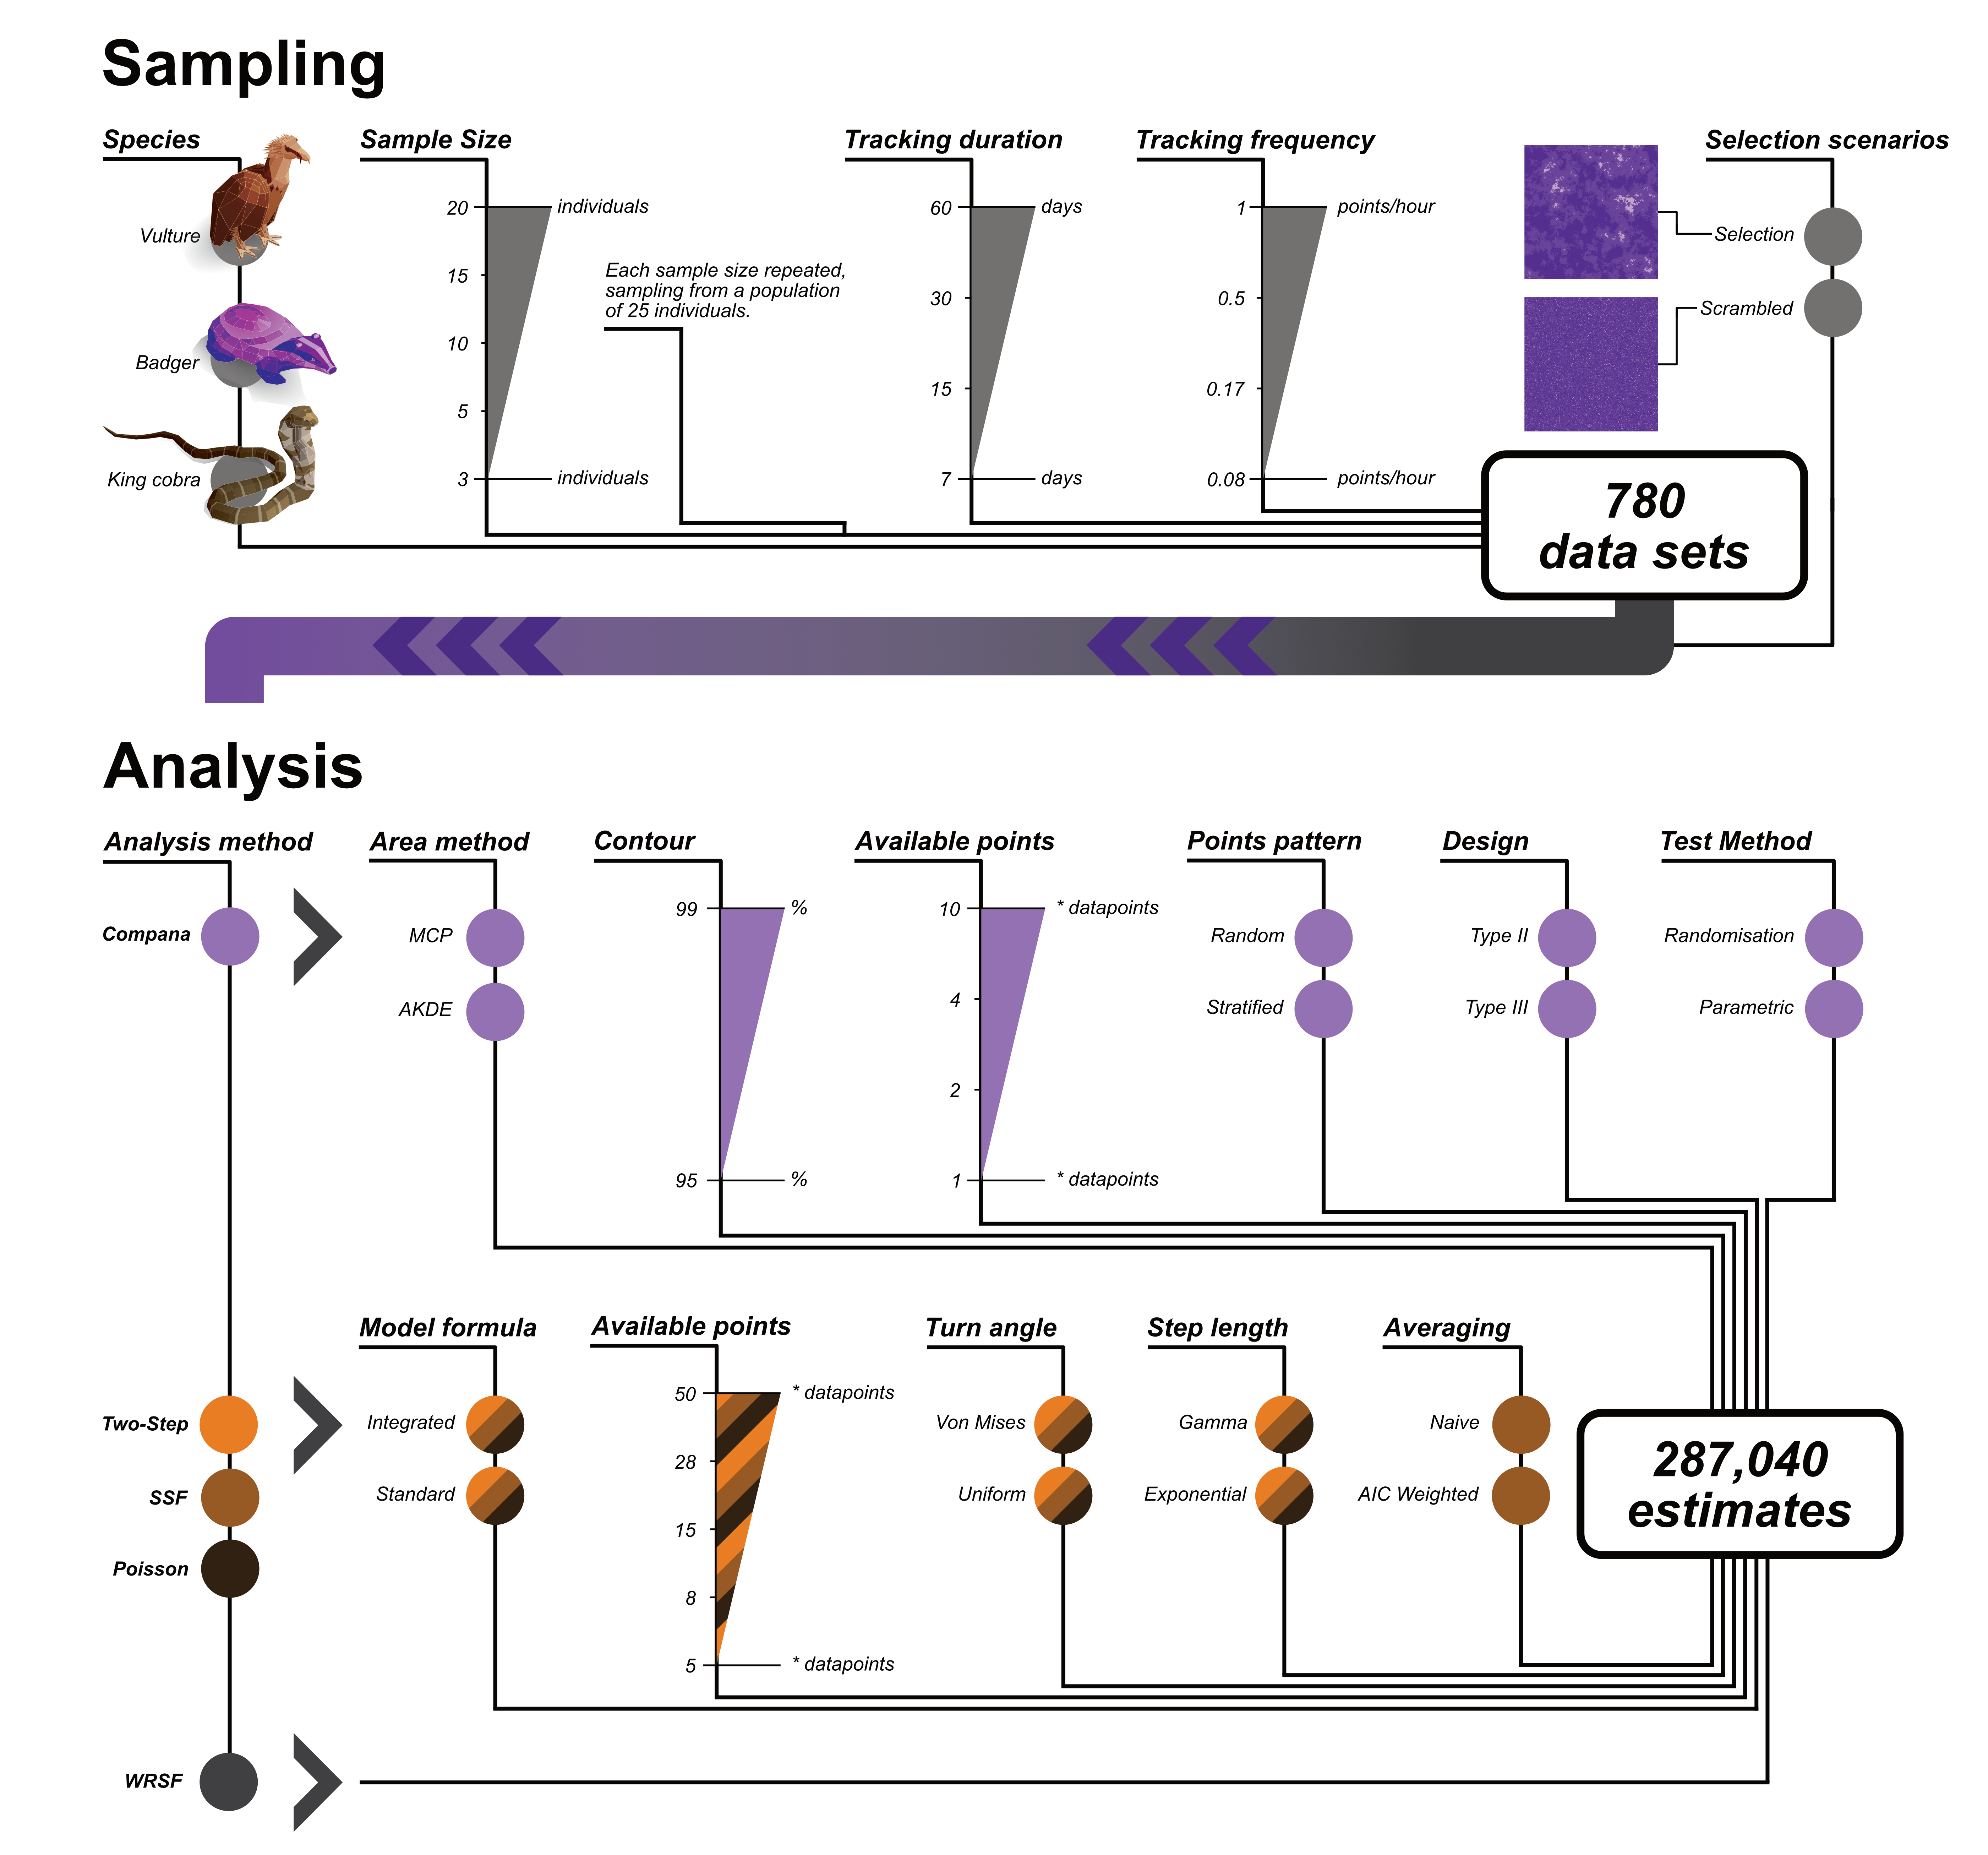 Sampling
Species
Sample Size
Tracking duration
Tracking frequency
Selection scenarios
Vulture
Badger
King cobra
20
individuals
15
10
5
3
individuals
Each sample size repeated,
sampling from a population
of 25 individuals.
60
days
30
15
7
days
1
points/hour
0.5
0.17
0.08
points/hour
Selection
Scrambled
780
data sets
Analysis
Analysis method
Area method
Contour
Available points
Points pattern
Design
Test Method
Compana
MCP
AKDE
99
%
95
%
10
* datapoints
4
2
1
* datapoints
Random
Stratified
Type II
Type III
Randomisation
Parametric
Model formula
Available points
Turn angle
Step length
Averaging
Two-Step
SSF
Poisson
Integrated
Standard
50
* datapoints
28
15
8
5
* datapoints
Von Mises
Uniform
Gamma
Exponential
Naive
AIC Weighted
287,040
estimates
WRSF